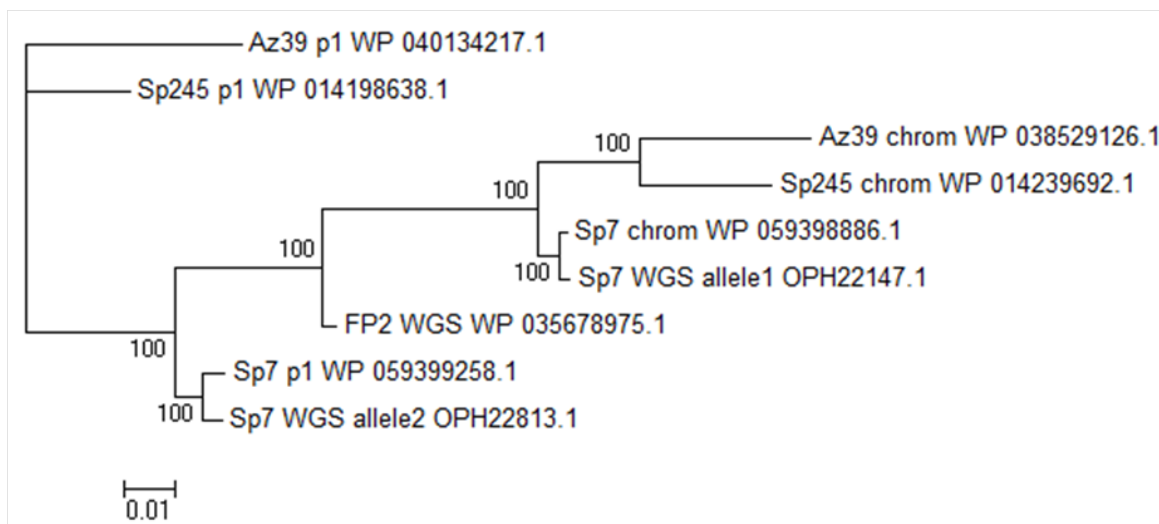 Az39 p1 WP 040134217.1
Sp245 p1 WP 014198638.1
100
Az39 chrom WP 038529126.1
100
Sp245 chrom WP 014239692.1
100
Sp7 chrom WP 059398886.1
100
Sp7 WGS allele1 OPH22147.1
FP2 WGS WP 035678975.1
100
Sp7 p1 WP 059399258.1
100
Sp7 WGS allele2 OPH22813.1
0.01